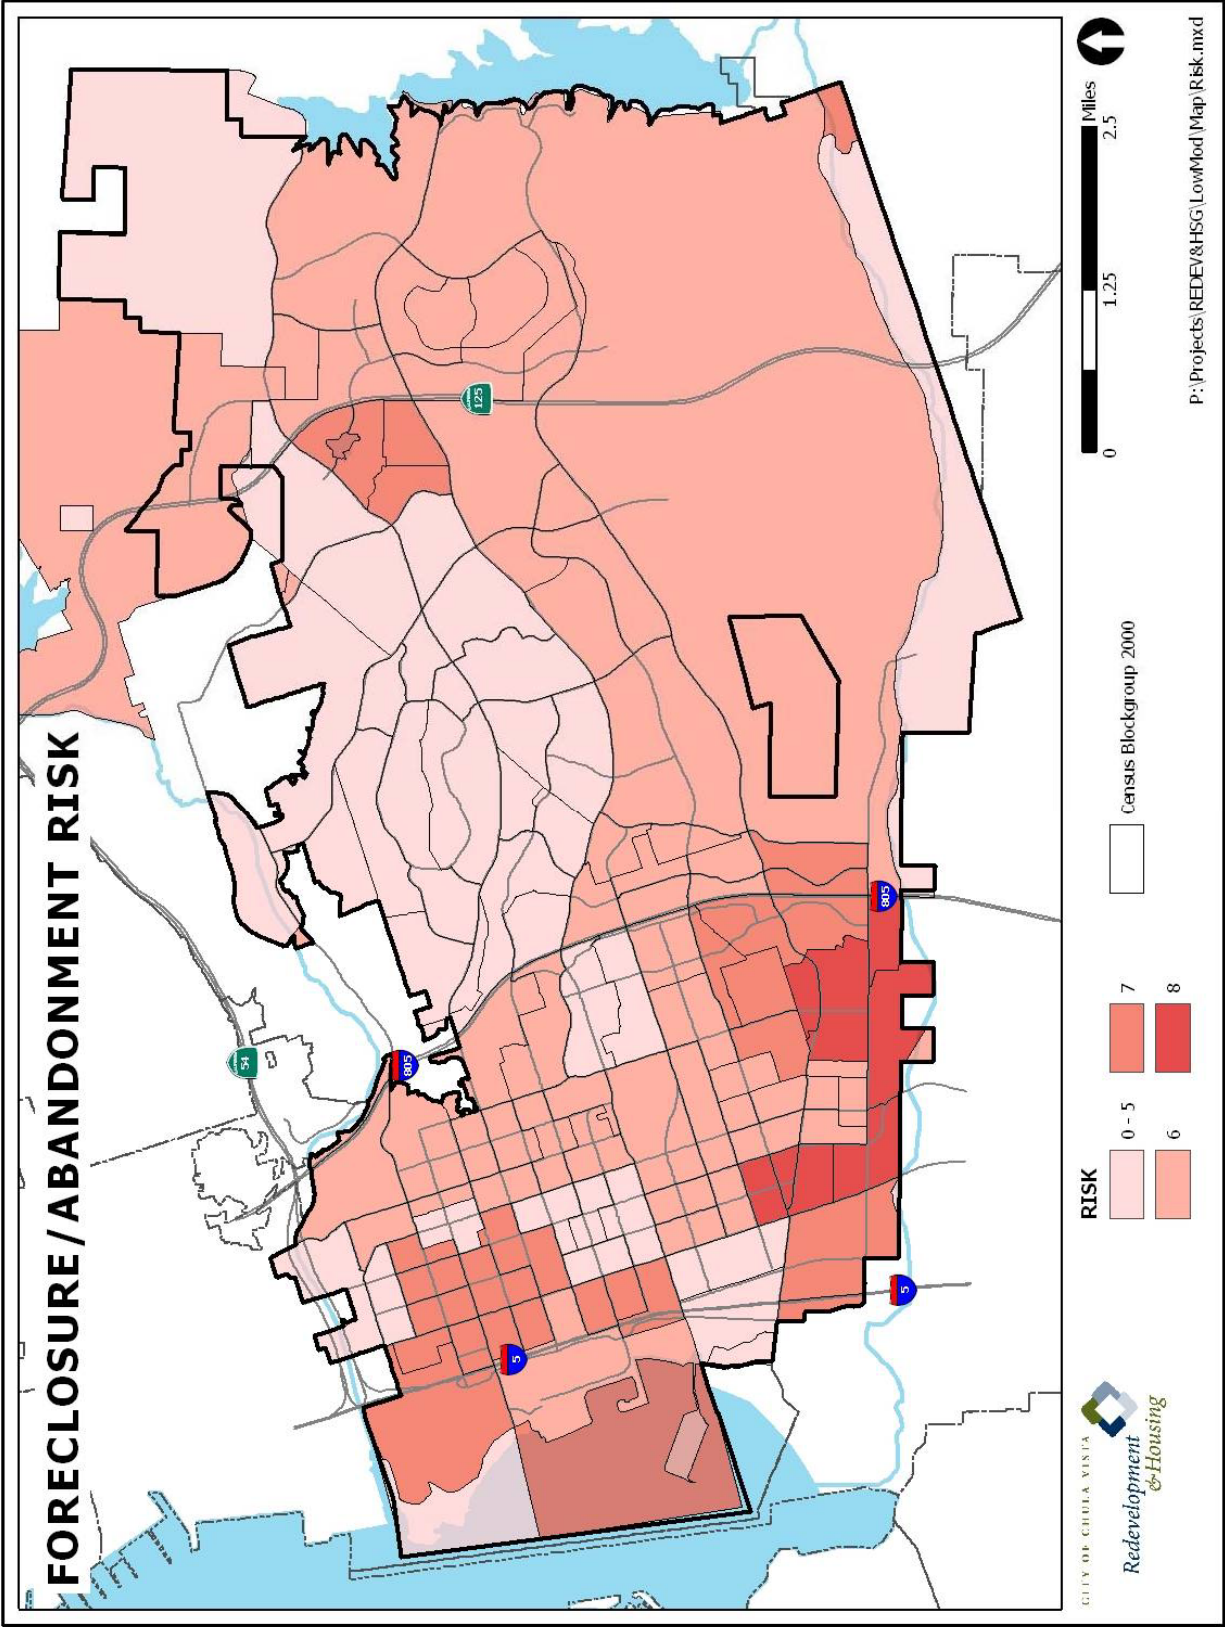 FORECLOSURE / ABANDONMENT RISK
54
805
125
5
805
5
RISK
0 - 5
7
6
8
Census Blockgroup 2000
0
1.25
2.5
Miles
CITY OF CHULA VISTA
Redevelopment
& Housing
P:\Projects\REDEV&HSG\LowMod\Map\Risk.mxd